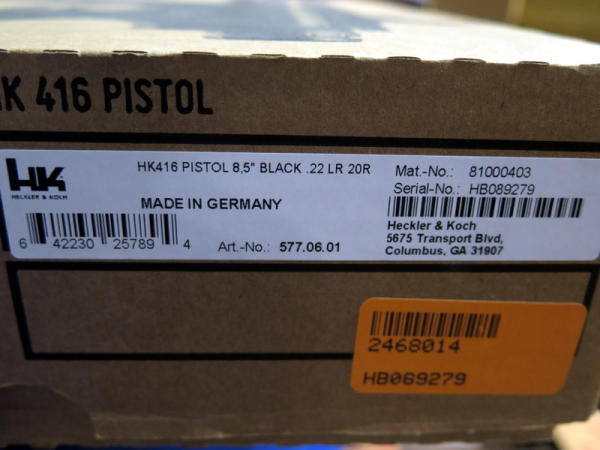 HK 416 PISTOL
HK
HECKLER & KOCH
HK416 PISTOL 8,5" BLACK .22 LR 20R
MADE IN GERMANY
6 42230 25789 4
Art.-No.: 577.06.01
Mat.-No.: 81000403
Serial-No.: HB089279
Heckler & Koch
5675 Transport Blvd,
Columbus, GA 31907
2468014
HB089279